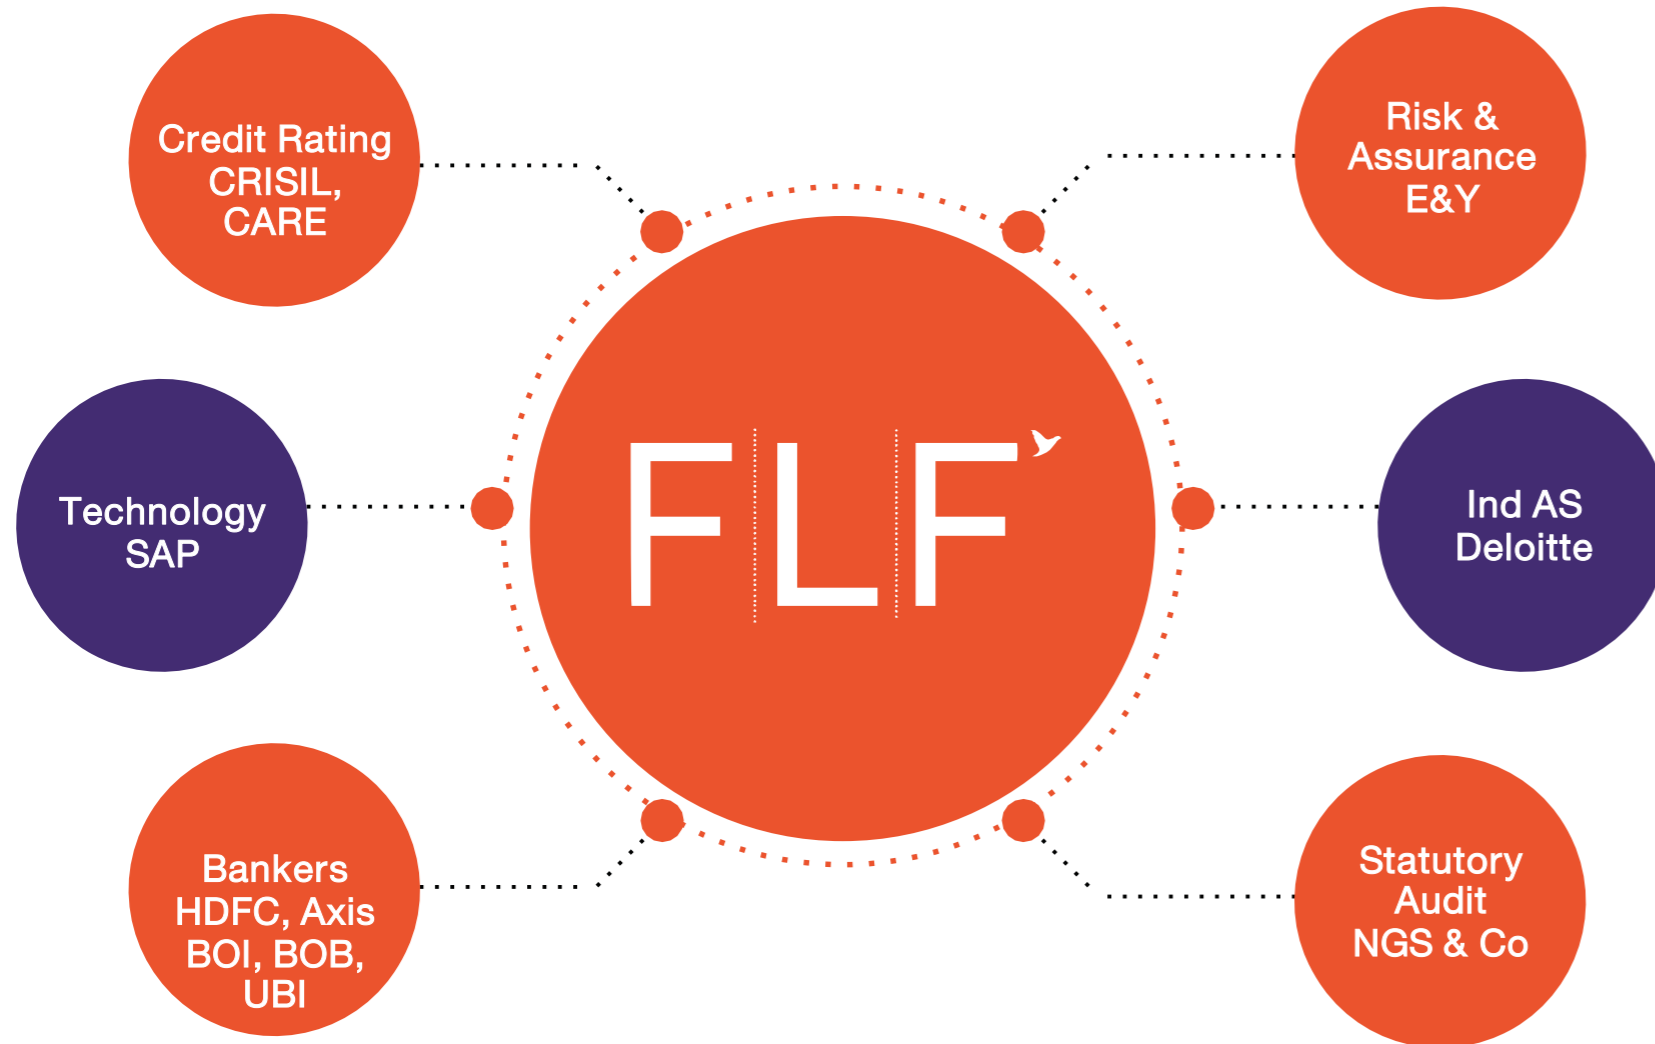 Credit Rating
CRISIL,
CARE
Risk &
Assurance
E&Y
Technology
SAP
FLF
Ind AS
Deloitte
Bankers
HDFC, Axis
BOI, BOB,
UBI
Statutory
Audit
NGS & Co